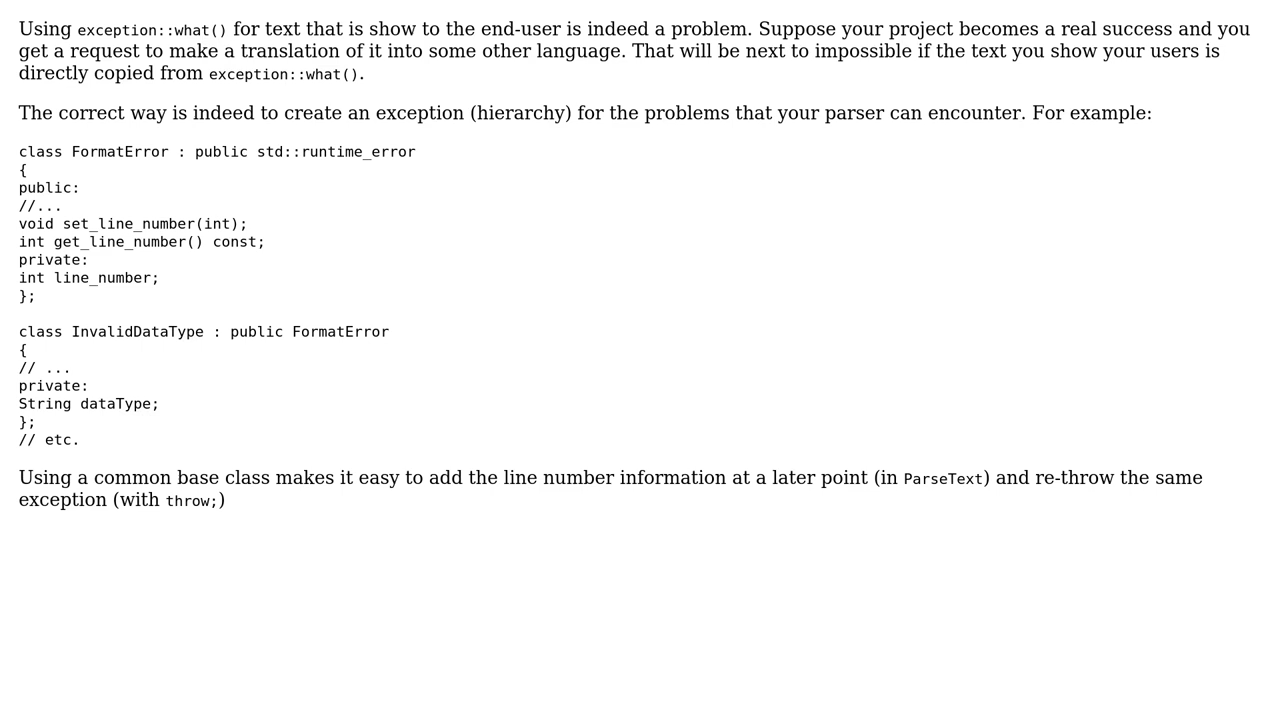 Using exception::what() for text that is show to the end-user is indeed a problem. Suppose your project becomes a real success and you
get a request to make a translation of it into some other language. That will be next to impossible if the text you show your users is
directly copied from exception::what().
The correct way is indeed to create an exception (hierarchy) for the problems that your parser can encounter. For example:
class FormatError : public std::runtime_error
{
public:
//...
void set_line_number(int);
int get_line_number() const;
private:
int line_number;
};
class InvalidDataType : public FormatError
{
// ...
private:
String dataType;
};
// etc.
Using a common base class makes it easy to add the line number information at a later point (in ParseText) and re-throw the same
exception (with throw;)